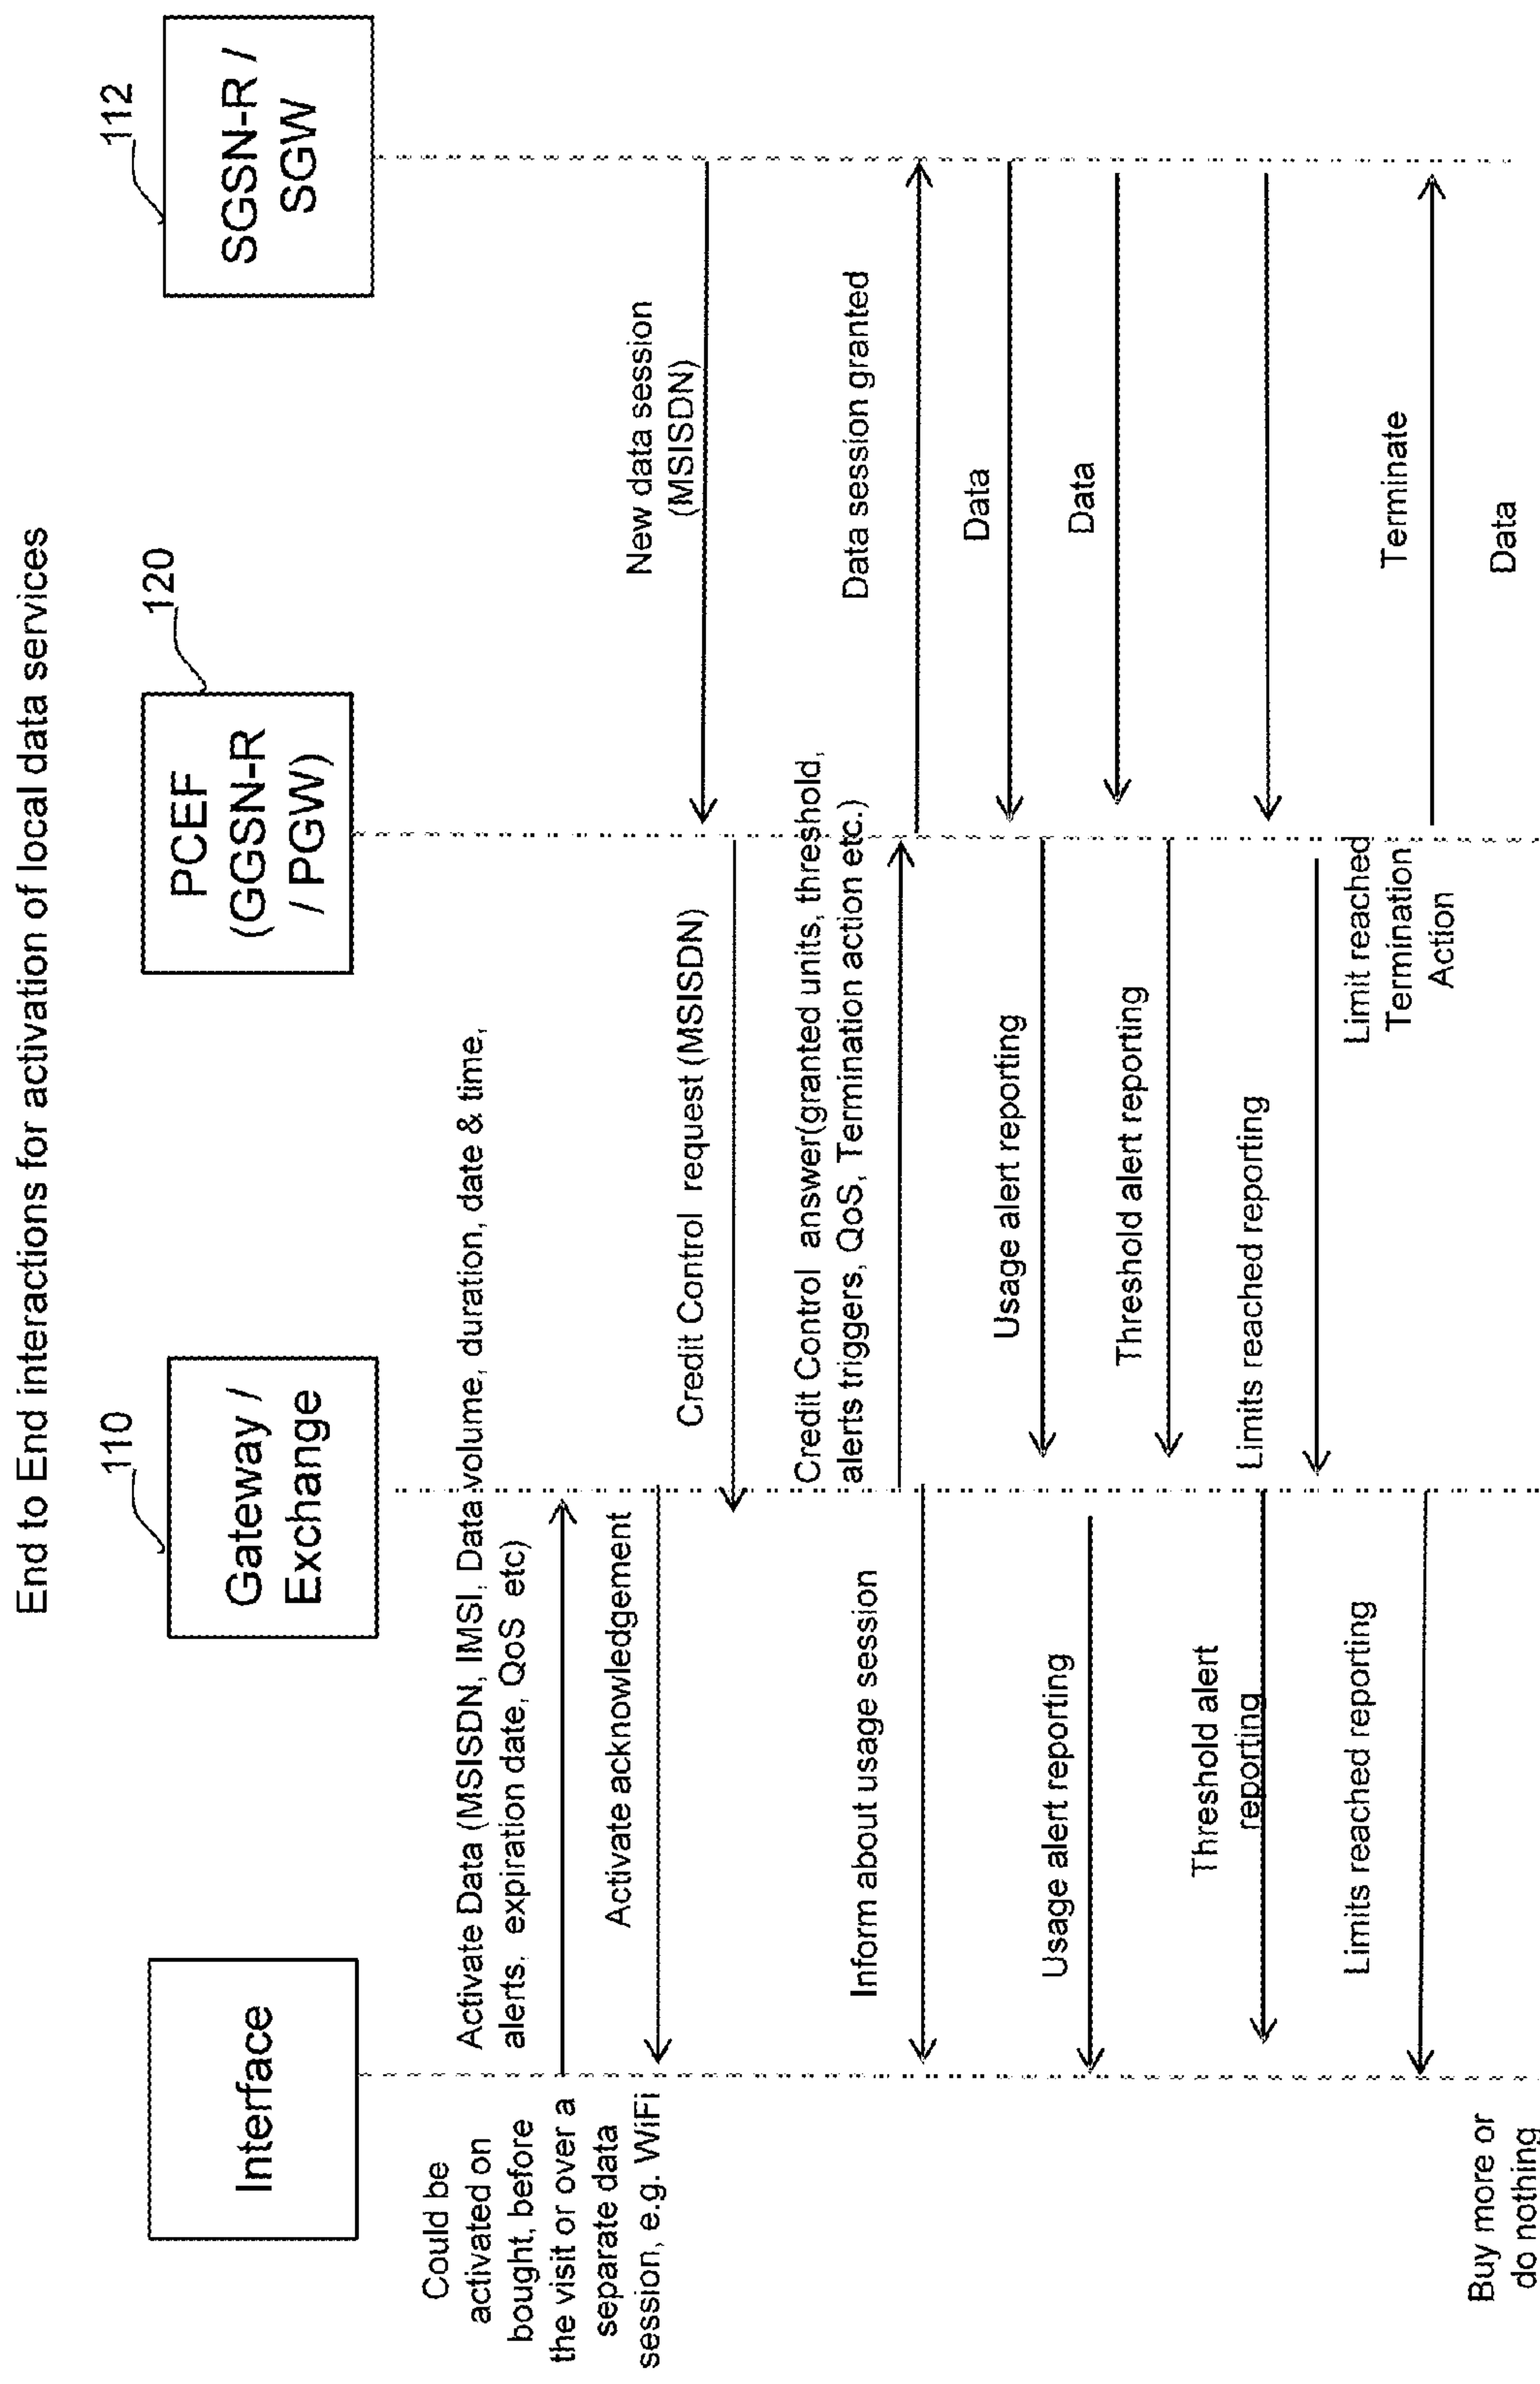 End to End interactions for activation of local data services
Interface
110
Gateway /
Exchange
120
PCEF
(GGSN-R
/ PGW)
112
SGSN-R /
SGW
Could be
activated on
bought, before
the visit or over a
separate data
session, e.g. WiFi
Activate Data (MSISDN, IMSI, Data volume, duration, date & time,
alerts, expiration date, QoS etc)
Activate acknowledgement
New data session
(MSISDN)
Credit Control request (MSISDN)
Credit Control answer(granted units, threshold,
alerts triggers, QoS, Termination action etc.)
Data session granted
Inform about usage session
Data
Usage alert reporting
Usage alert reporting
Data
Threshold alert reporting
Threshold alert
reporting
Limits reached reporting
Limits reached reporting
Limit reached
Termination
Action
Terminate
Buy more or
do nothing
Data